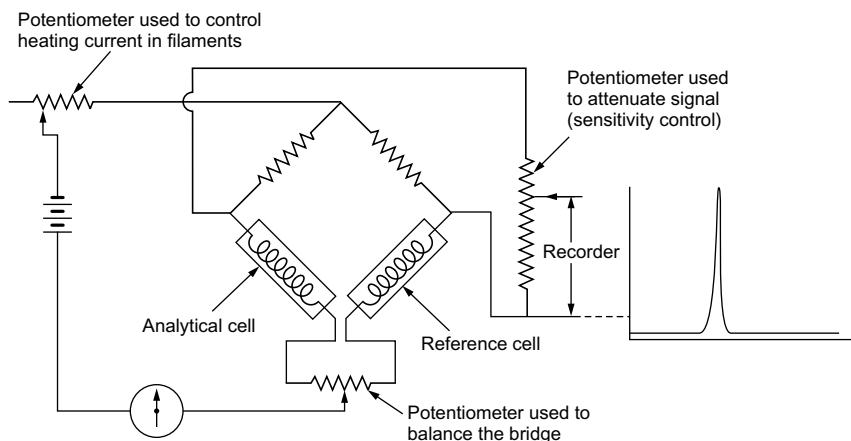 Potentiometer used to control
heating current in filaments
Potentiometer used
to attenuate signal
(sensitivity control)
Recorder
Analytical cell
Reference cell
Potentiometer used to
balance the bridge